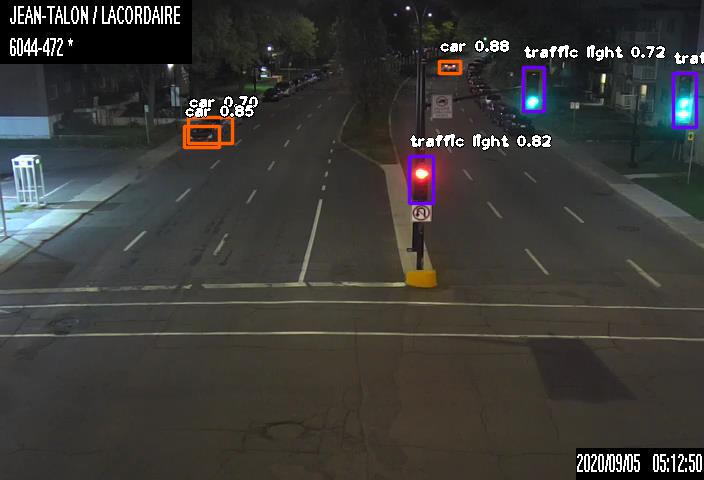 JEAN-TALON / LACORDAIRE
6044-472 *
car 0.88
traffic light 0.72
traf
car 0.70
car 0.85
traffic light 0.82
2020/09/05 05:12:50